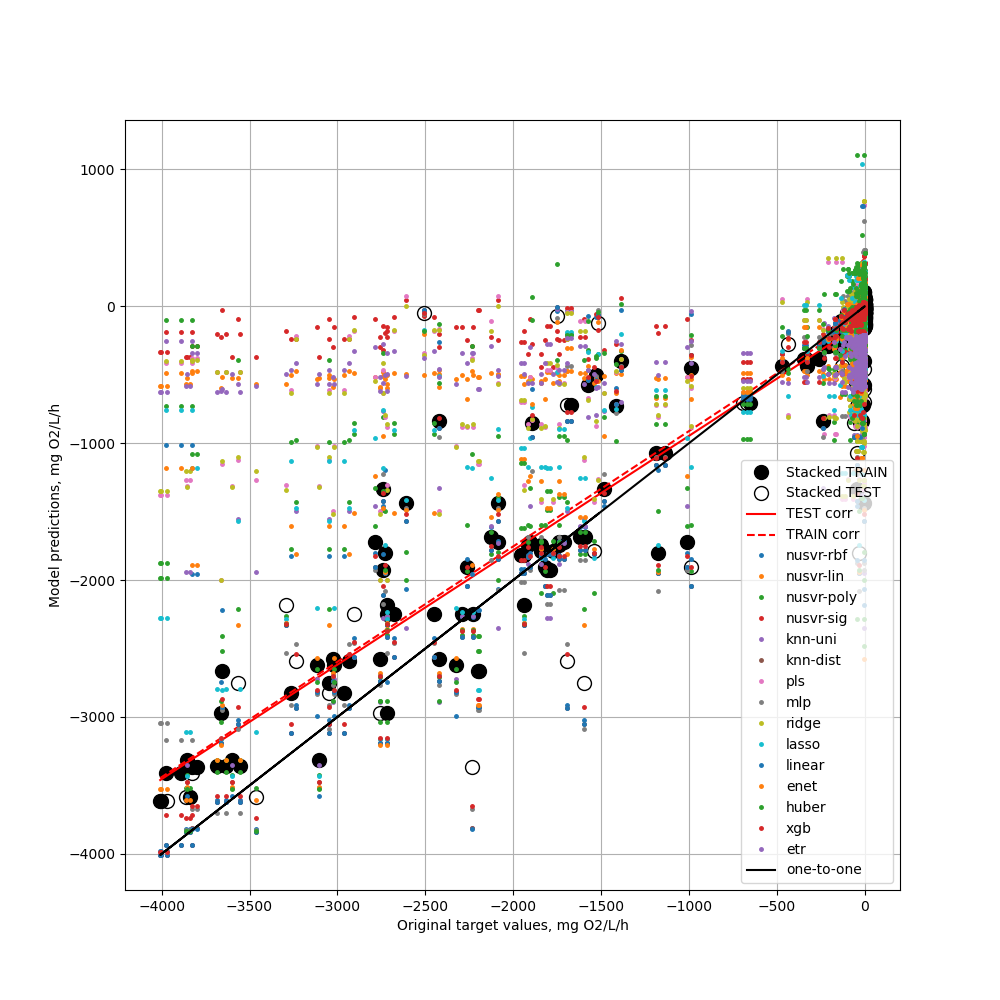 1000
0
−1000
−2000
−3000
−4000
Model predictions, mg O2/L/h
−4000 −3500 −3000 −2500 −2000 −1500 −1000 −500 0
Original target values, mg O2/L/h
Stacked TRAIN
Stacked TEST
TEST corr
TRAIN corr
nusvr-rbf
nusvr-lin
nusvr-poly
nusvr-sig
knn-uni
knn-dist
pls
mlp
ridge
lasso
linear
enet
huber
xgb
etr
one-to-one